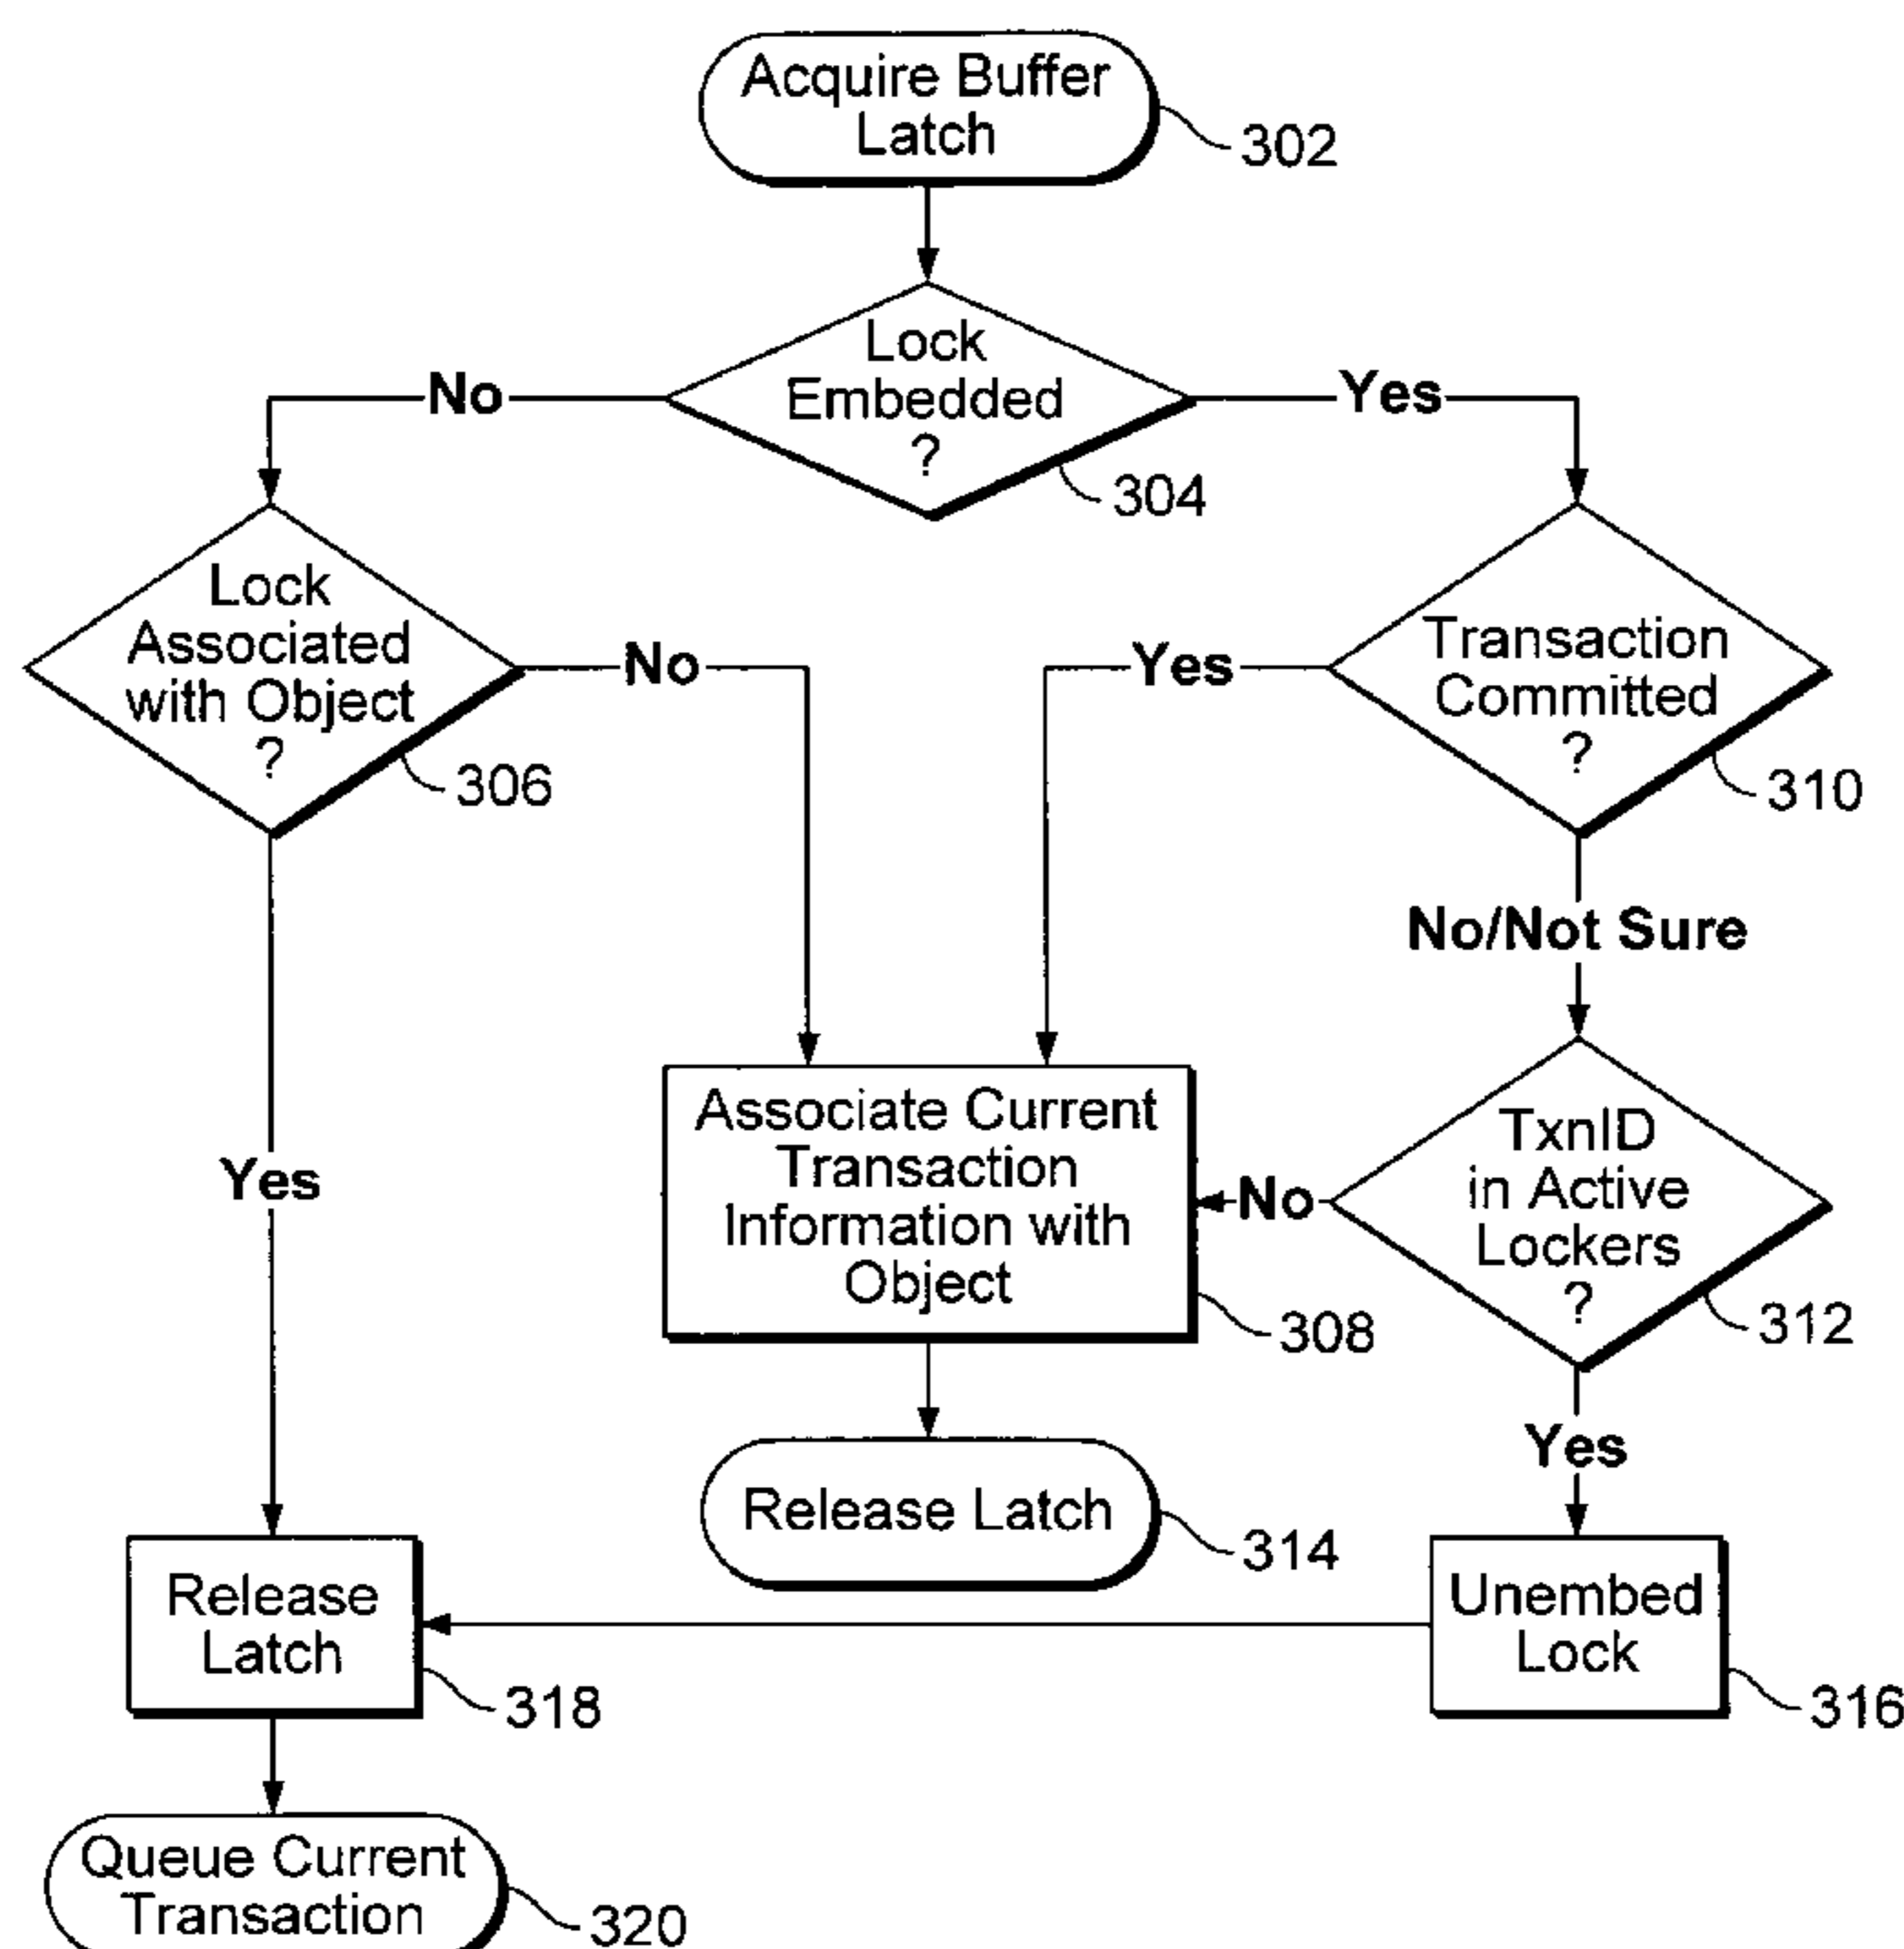 Acquire Buffer
Latch
302
Lock
Embedded
?
304
No
Yes
Lock
Associated
with Object
?
306
No
Yes
Transaction
Committed
?
310
No/Not Sure
Associate Current
Transaction
Information with
Object
308
No
TxnID
in Active
Lockers
?
312
Yes
Yes
Release Latch
314
Release
Latch
318
Unembed
Lock
316
Queue Current
Transaction
320